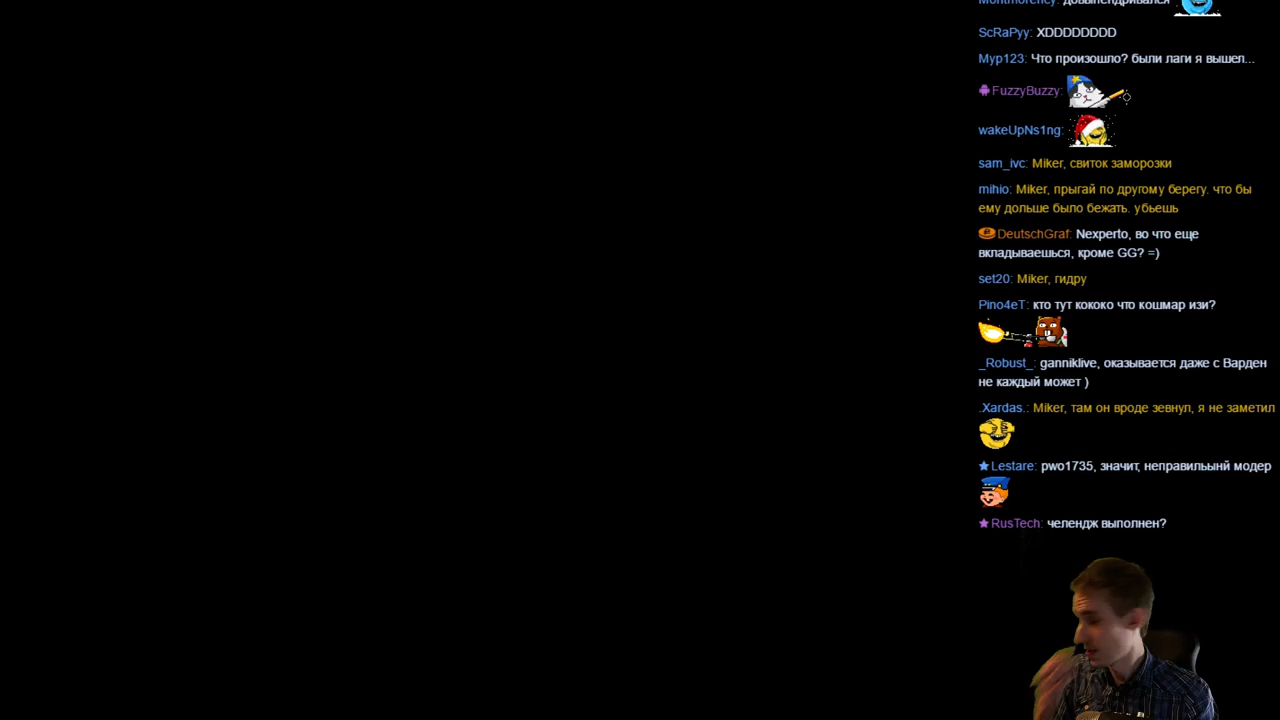 Montmorency: довыпендривался
ScRaPyy: XDDDDDDDD
Myp123: Что произошло? были лаги я вышел...
FuzzyBuzzy:
wakeUpNs1ng:
sam_ivc: Miker, свиток заморозки
mihio: Miker, прыгай по другому берегу. что бы
ему дольше было бежать. убьешь
DeutschGraf: Nexperto, во что еще
вкладываешься, кроме GG? =)
set20: Miker, гидру
Pino4eT: кто тут кококо что кошмар изи?
_Robust_: ganniklive, оказывается даже с Варден
не каждый может )
.Xardas.: Miker, там он вроде зевнул, я не заметил
Lestare: pwo1735, значит, неправильынй модер
RusTech: челендж выполнен?